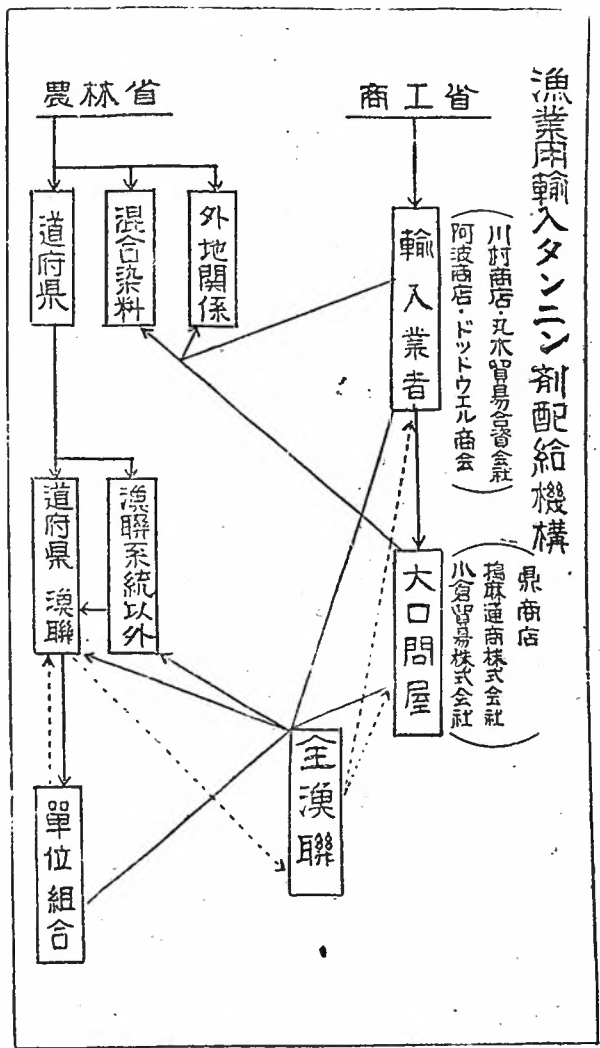 漁業用輸入タンニン剤配給機構
商工省
輸入業者
川村商店・丸水貿易合資会社
阿波商店・ドッドウエル商会
大口問屋
鼎商店
麻通商株式会社
小倉貿易株式会社
全漁聯
農林省
外地関係
混合染料
道府県
漁聯系統以外
道府県 漁聯
單位組合